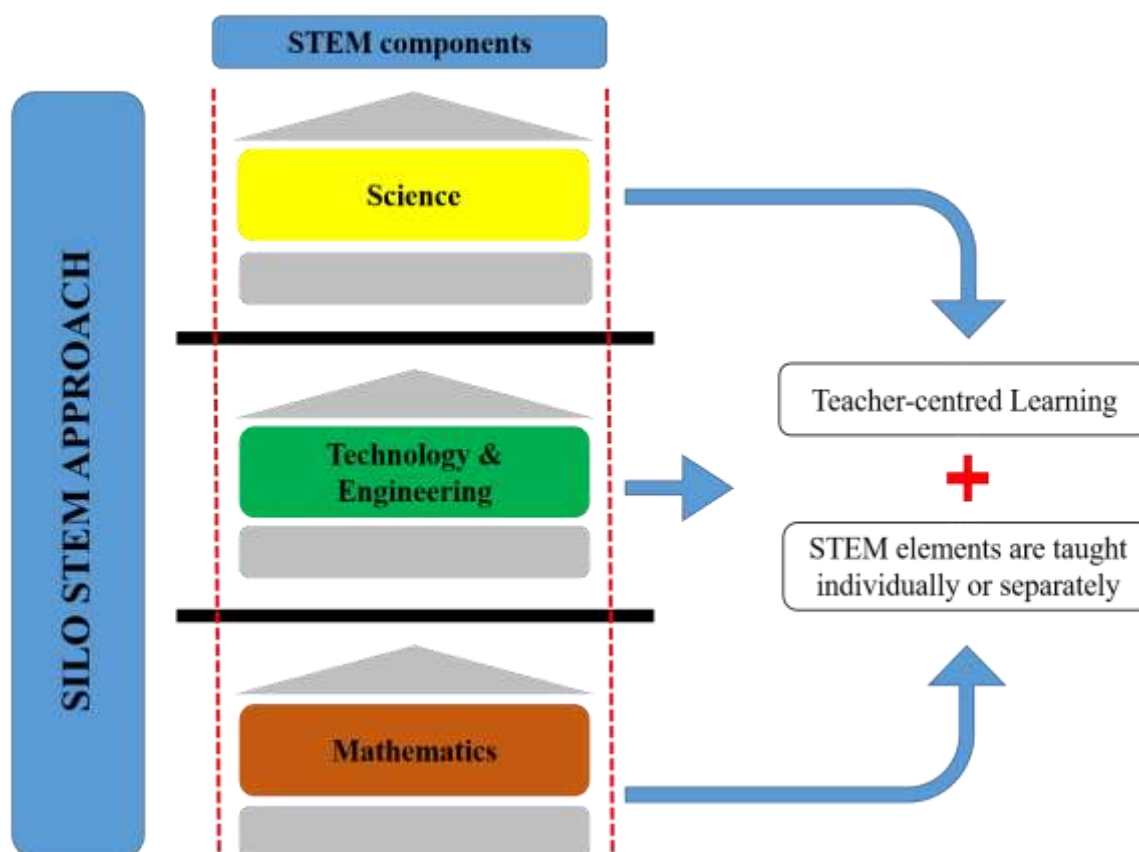 STEM components
SILO STEM APPROACH
Science
Technology &
Engineering
Mathematics
Teacher-centred Learning
+
STEM elements are taught
individually or separately